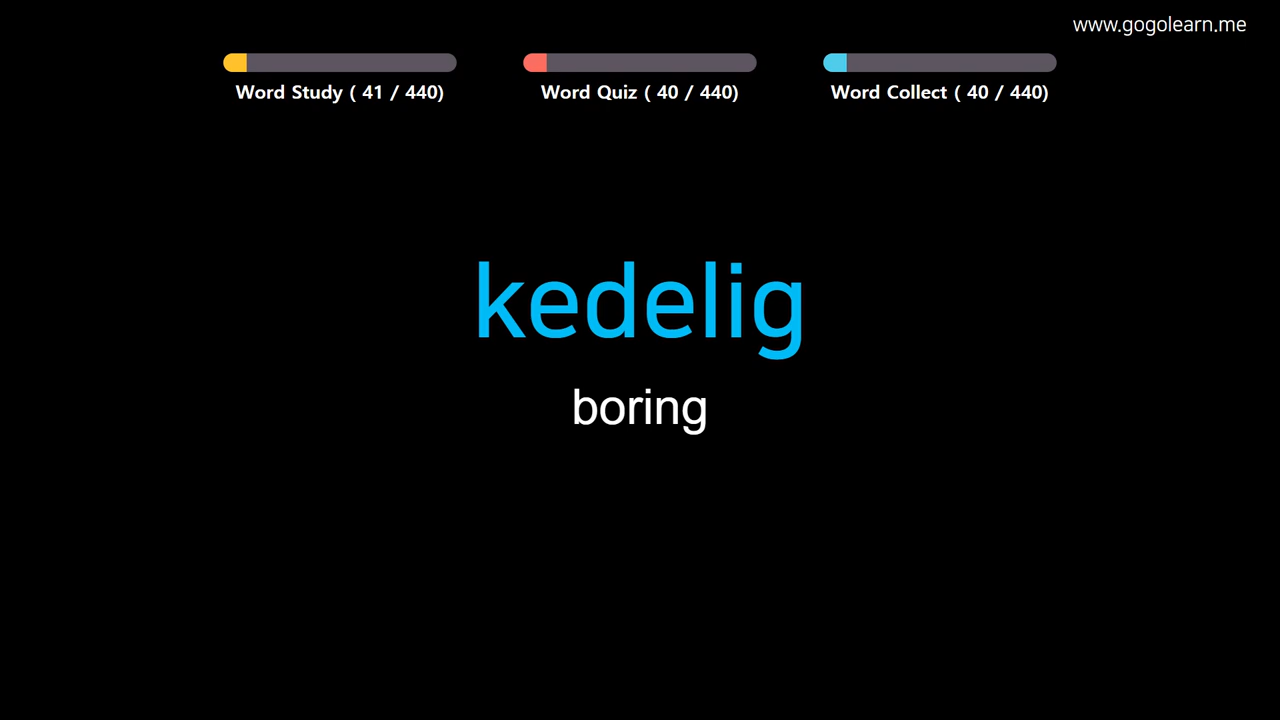 www.gogolearn.me
Word Study ( 41 / 440)
Word Quiz ( 40 / 440)
Word Collect ( 40 / 440)
kedelig
boring